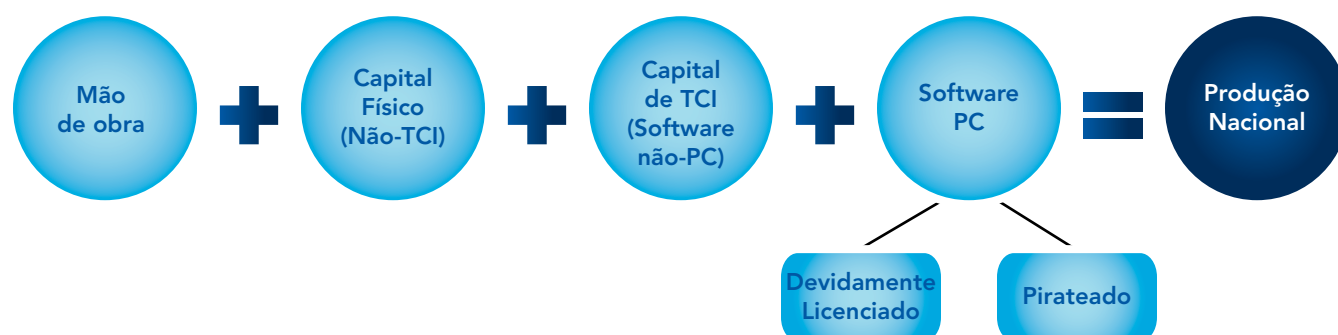 Mão
de obra
Capital
Físico
(Não-TCI)
Capital
de TCI
(Software
não-PC)
Software
PC
Produção
Nacional
Devidamente
Licenciado
Pirateado